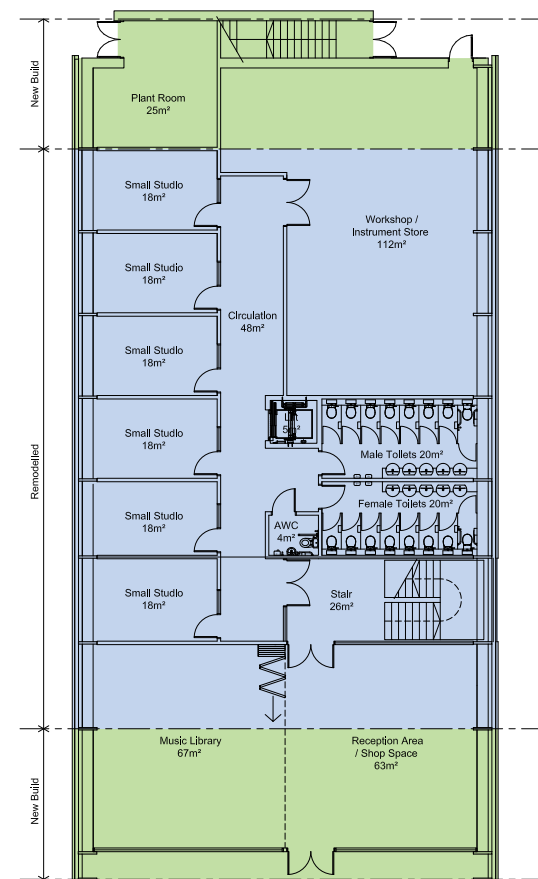 New Build
Plant Room
25m²
Small Studio
18m²
Workshop /
Instrument Store
112m²
Small Studio
18m²
Circulation
48m²
Small Studio
18m²
Lift
5m²
Small Studio
18m²
Male Toilets 20m²
Remodelled
Female Toilets 20m²
Small Studio
18m²
AWC
4m²
Small Studio
18m²
Stair
26m²
Music Library
67m²
Reception Area
/ Shop Space
63m²
New Build